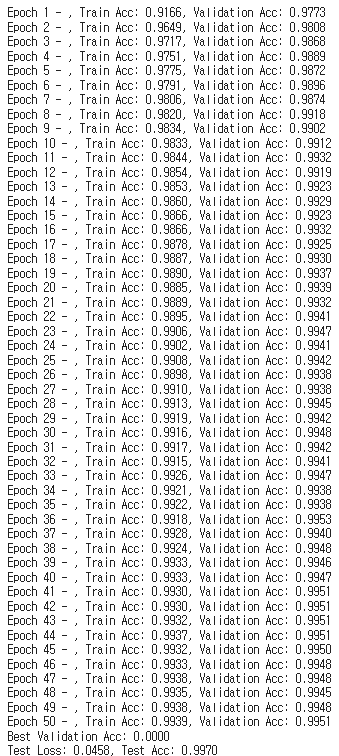 Epoch 1 - , Train Acc: 0.9166, Validation Acc: 0.9773
Epoch 2 - , Train Acc: 0.9649, Validation Acc: 0.9808
Epoch 3 - , Train Acc: 0.9717, Validation Acc: 0.9868
Epoch 4 - , Train Acc: 0.9751, Validation Acc: 0.9889
Epoch 5 - , Train Acc: 0.9775, Validation Acc: 0.9872
Epoch 6 - , Train Acc: 0.9791, Validation Acc: 0.9896
Epoch 7 - , Train Acc: 0.9806, Validation Acc: 0.9874
Epoch 8 - , Train Acc: 0.9820, Validation Acc: 0.9918
Epoch 9 - , Train Acc: 0.9834, Validation Acc: 0.9902
Epoch 10 - , Train Acc: 0.9833, Validation Acc: 0.9912
Epoch 11 - , Train Acc: 0.9844, Validation Acc: 0.9932
Epoch 12 - , Train Acc: 0.9854, Validation Acc: 0.9919
Epoch 13 - , Train Acc: 0.9853, Validation Acc: 0.9923
Epoch 14 - , Train Acc: 0.9860, Validation Acc: 0.9929
Epoch 15 - , Train Acc: 0.9866, Validation Acc: 0.9923
Epoch 16 - , Train Acc: 0.9866, Validation Acc: 0.9932
Epoch 17 - , Train Acc: 0.9878, Validation Acc: 0.9925
Epoch 18 - , Train Acc: 0.9887, Validation Acc: 0.9930
Epoch 19 - , Train Acc: 0.9890, Validation Acc: 0.9937
Epoch 20 - , Train Acc: 0.9885, Validation Acc: 0.9939
Epoch 21 - , Train Acc: 0.9889, Validation Acc: 0.9932
Epoch 22 - , Train Acc: 0.9895, Validation Acc: 0.9941
Epoch 23 - , Train Acc: 0.9906, Validation Acc: 0.9947
Epoch 24 - , Train Acc: 0.9902, Validation Acc: 0.9941
Epoch 25 - , Train Acc: 0.9908, Validation Acc: 0.9942
Epoch 26 - , Train Acc: 0.9898, Validation Acc: 0.9938
Epoch 27 - , Train Acc: 0.9910, Validation Acc: 0.9938
Epoch 28 - , Train Acc: 0.9913, Validation Acc: 0.9945
Epoch 29 - , Train Acc: 0.9919, Validation Acc: 0.9942
Epoch 30 - , Train Acc: 0.9916, Validation Acc: 0.9948
Epoch 31 - , Train Acc: 0.9917, Validation Acc: 0.9942
Epoch 32 - , Train Acc: 0.9915, Validation Acc: 0.9941
Epoch 33 - , Train Acc: 0.9926, Validation Acc: 0.9947
Epoch 34 - , Train Acc: 0.9921, Validation Acc: 0.9938
Epoch 35 - , Train Acc: 0.9922, Validation Acc: 0.9938
Epoch 36 - , Train Acc: 0.9918, Validation Acc: 0.9953
Epoch 37 - , Train Acc: 0.9928, Validation Acc: 0.9940
Epoch 38 - , Train Acc: 0.9924, Validation Acc: 0.9948
Epoch 39 - , Train Acc: 0.9933, Validation Acc: 0.9946
Epoch 40 - , Train Acc: 0.9933, Validation Acc: 0.9947
Epoch 41 - , Train Acc: 0.9930, Validation Acc: 0.9951
Epoch 42 - , Train Acc: 0.9930, Validation Acc: 0.9951
Epoch 43 - , Train Acc: 0.9932, Validation Acc: 0.9951
Epoch 44 - , Train Acc: 0.9937, Validation Acc: 0.9951
Epoch 45 - , Train Acc: 0.9932, Validation Acc: 0.9950
Epoch 46 - , Train Acc: 0.9933, Validation Acc: 0.9948
Epoch 47 - , Train Acc: 0.9938, Validation Acc: 0.9948
Epoch 48 - , Train Acc: 0.9935, Validation Acc: 0.9945
Epoch 49 - , Train Acc: 0.9938, Validation Acc: 0.9948
Epoch 50 - , Train Acc: 0.9939, Validation Acc: 0.9951
Best Validation Acc: 0.0000
Test Loss: 0.0458, Test Acc: 0.9970